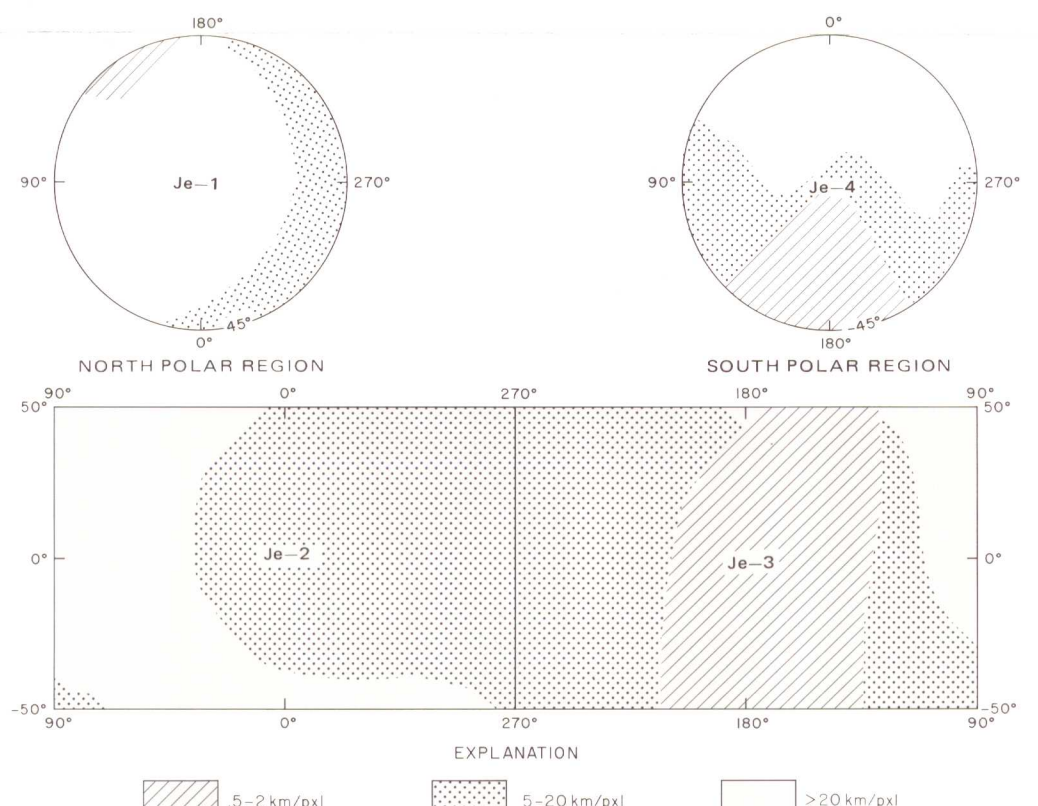 180° 0°
90° Je—1 270° 90° Je—4 270°
45° -45°
0° 180°
NORTH POLAR REGION SOUTH POLAR REGION
90° 0° 270° 180° 90°
50° 50°
0° Je—2 Je—3 0°
-50° -50°
90° 0° 270° 180° 90°
EXPLANATION
.5–2 km/pxl 5–20 km/pxl >20 km/pxl